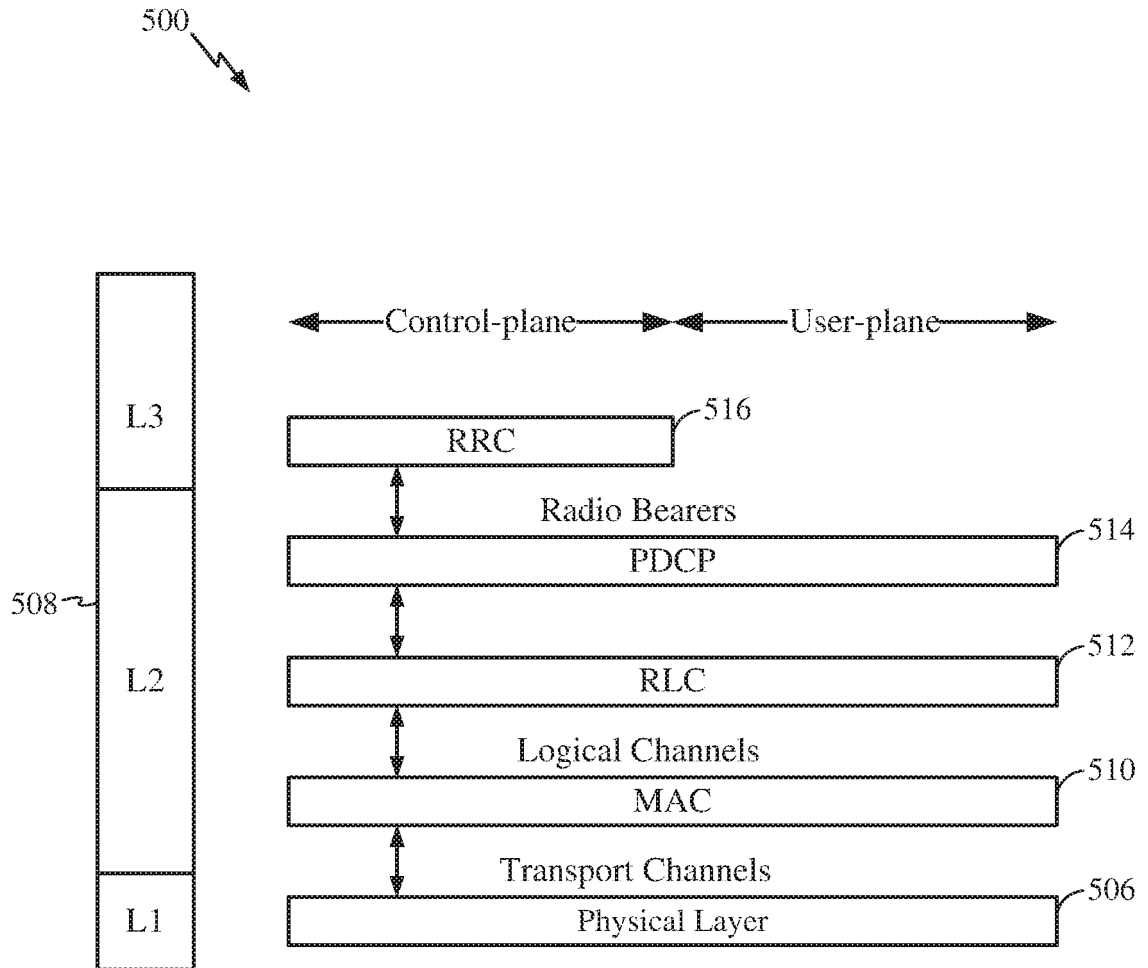 500
Control-plane User-plane
L3
516
RRC
Radio Bearers
514
PDCP
508
512
L2
RLC
Logical Channels
510
MAC
Transport Channels
506
L1
Physical Layer